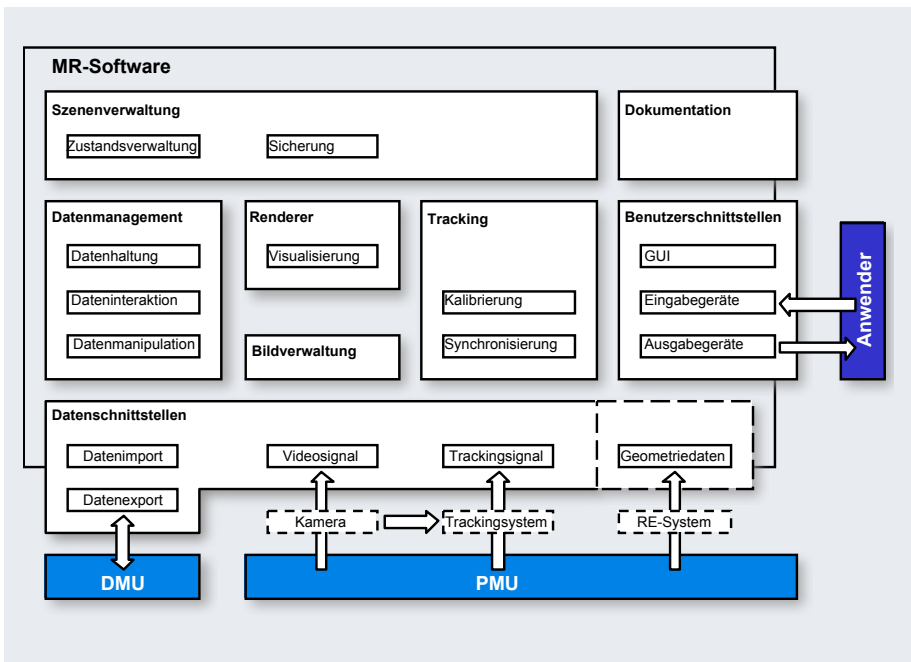 MR-Software
Szenenverwaltung
Zustandsverwaltung
Sicherung
Dokumentation
Datenmanagement
Datenhaltung
Dateninteraktion
Datenmanipulation
Renderer
Visualisierung
Bildverwaltung
Tracking
Kalibrierung
Synchronisierung
Benutzerschnittstellen
GUI
Eingabegeräte
Ausgabegeräte
Anwender
Datenschnittstellen
Datenimport
Videosignal
Trackingsignal
Geometriedaten
Datenexport
Kamera
Trackingsystem
RE-System
DMU
PMU